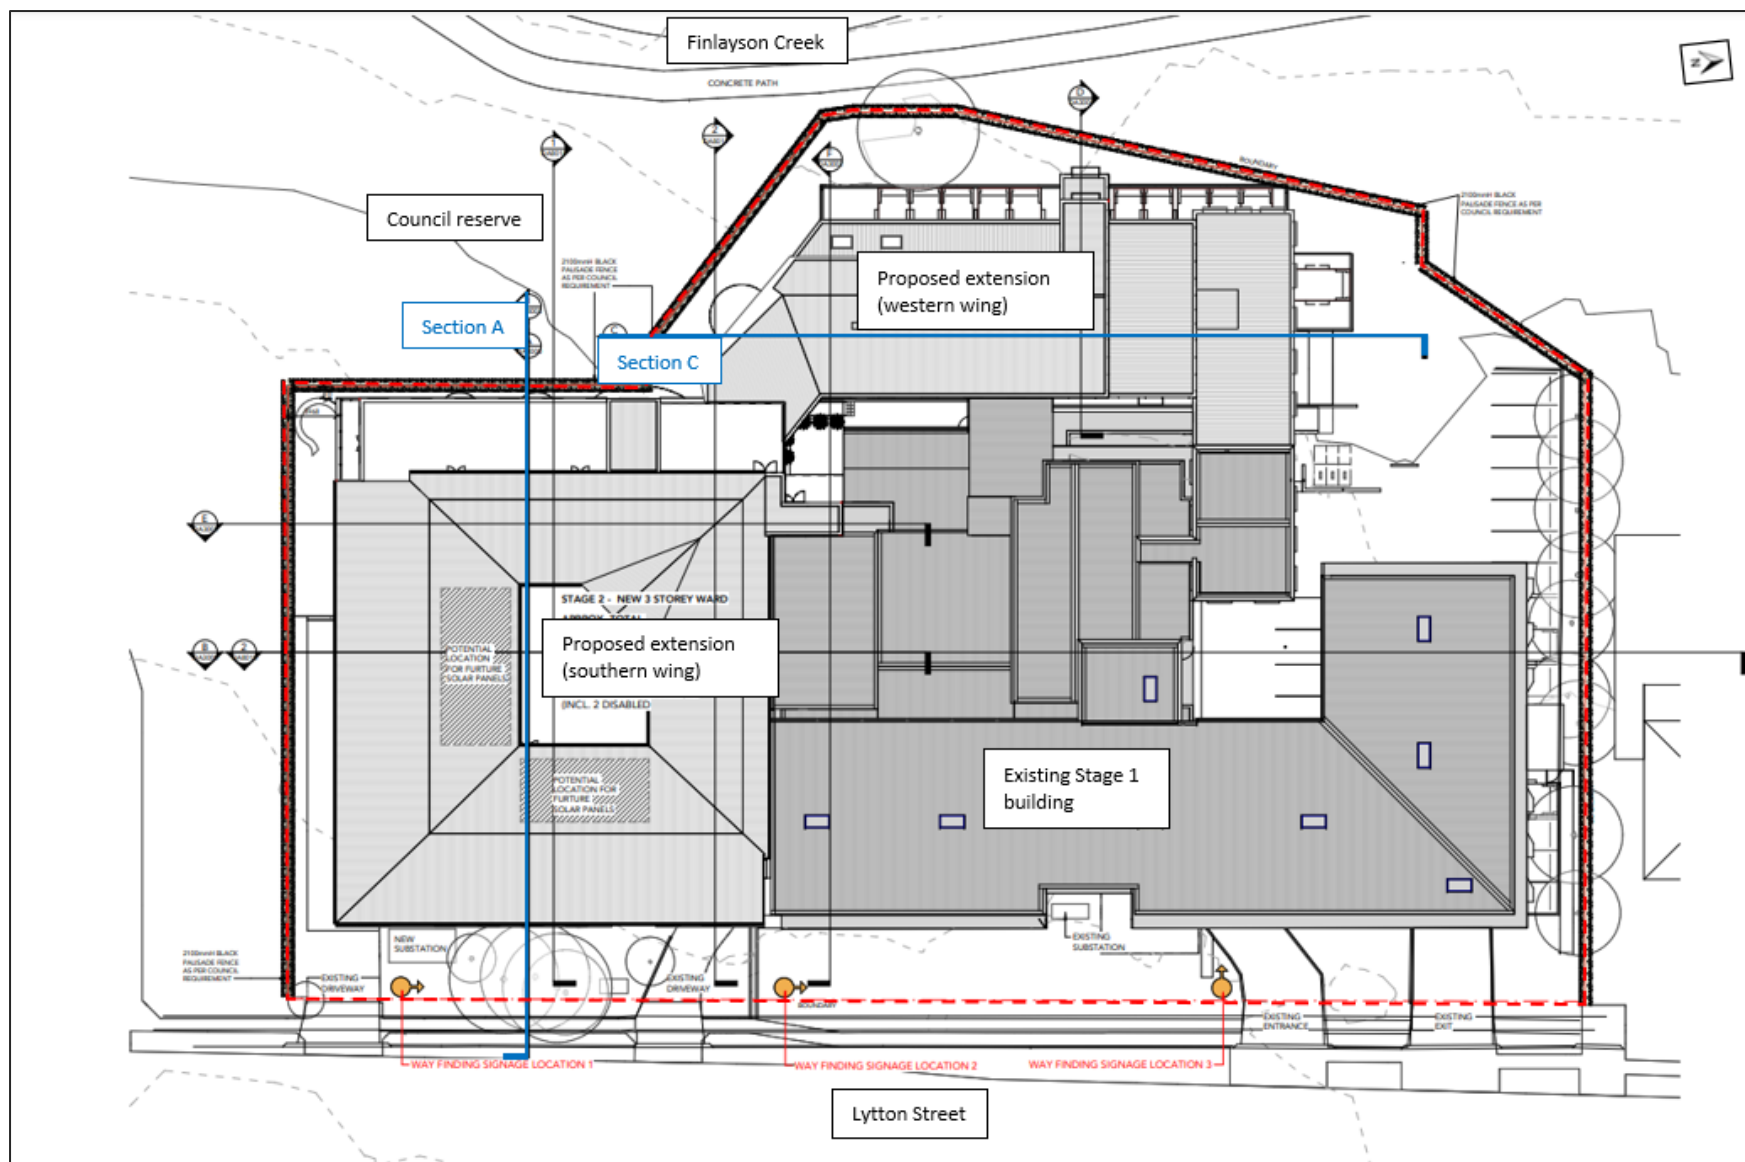 Finlayson Creek
CONCRETE PATH
N
D
1
2
F
BOUNDARY
2100mmH BLACK
PALISADE FENCE AS PER
COUNCIL REQUIREMENT
Council reserve
2100mmH BLACK
PALISADE FENCE
AS PER COUNCIL
REQUIREMENT
Proposed extension
(western wing)
Section A
C
Section C
E
STAGE 2 - NEW 3 STOREY WARD
APPROX. TOTAL
Proposed extension
(southern wing)
B
2
POTENTIAL
LOCATION
FOR FURTURE
SOLAR PANELS
(INCL. 2 DISABLED
POTENTIAL
LOCATION FOR
FURTURE
SOLAR PANELS
Existing Stage 1
building
NEW
SUBSTATION
EXISTING
SUBSTATION
2100mmH BLACK
PALISADE FENCE
AS PER COUNCIL
REQUIREMENT
EXISTING
DRIVEWAY
EXISTING
DRIVEWAY
BOUNDARY
EXISTING
ENTRANCE
EXISTING
EXIT
WAY FINDING SIGNAGE LOCATION 1
WAY FINDING SIGNAGE LOCATION 2
WAY FINDING SIGNAGE LOCATION 3
Lytton Street